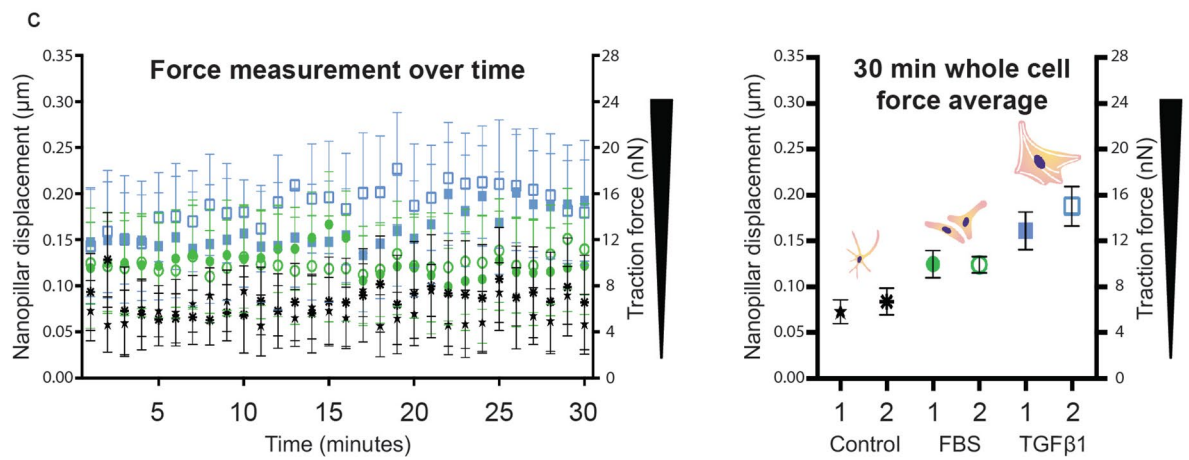 C
Force measurement over time
Nanopillar displacement (μm)
0.35
0.30
0.25
0.20
0.15
0.10
0.05
0.00
28
24
20
16
12
8
4
0
Traction force (nN)
5 10 15 20 25 30
Time (minutes)
30 min whole cell
force average
Nanopillar displacement (μm)
0.35
0.30
0.25
0.20
0.15
0.10
0.05
0.00
28
24
20
16
12
8
4
0
Traction force (nN)
1 2 1 2 1 2
Control FBS TGFβ1